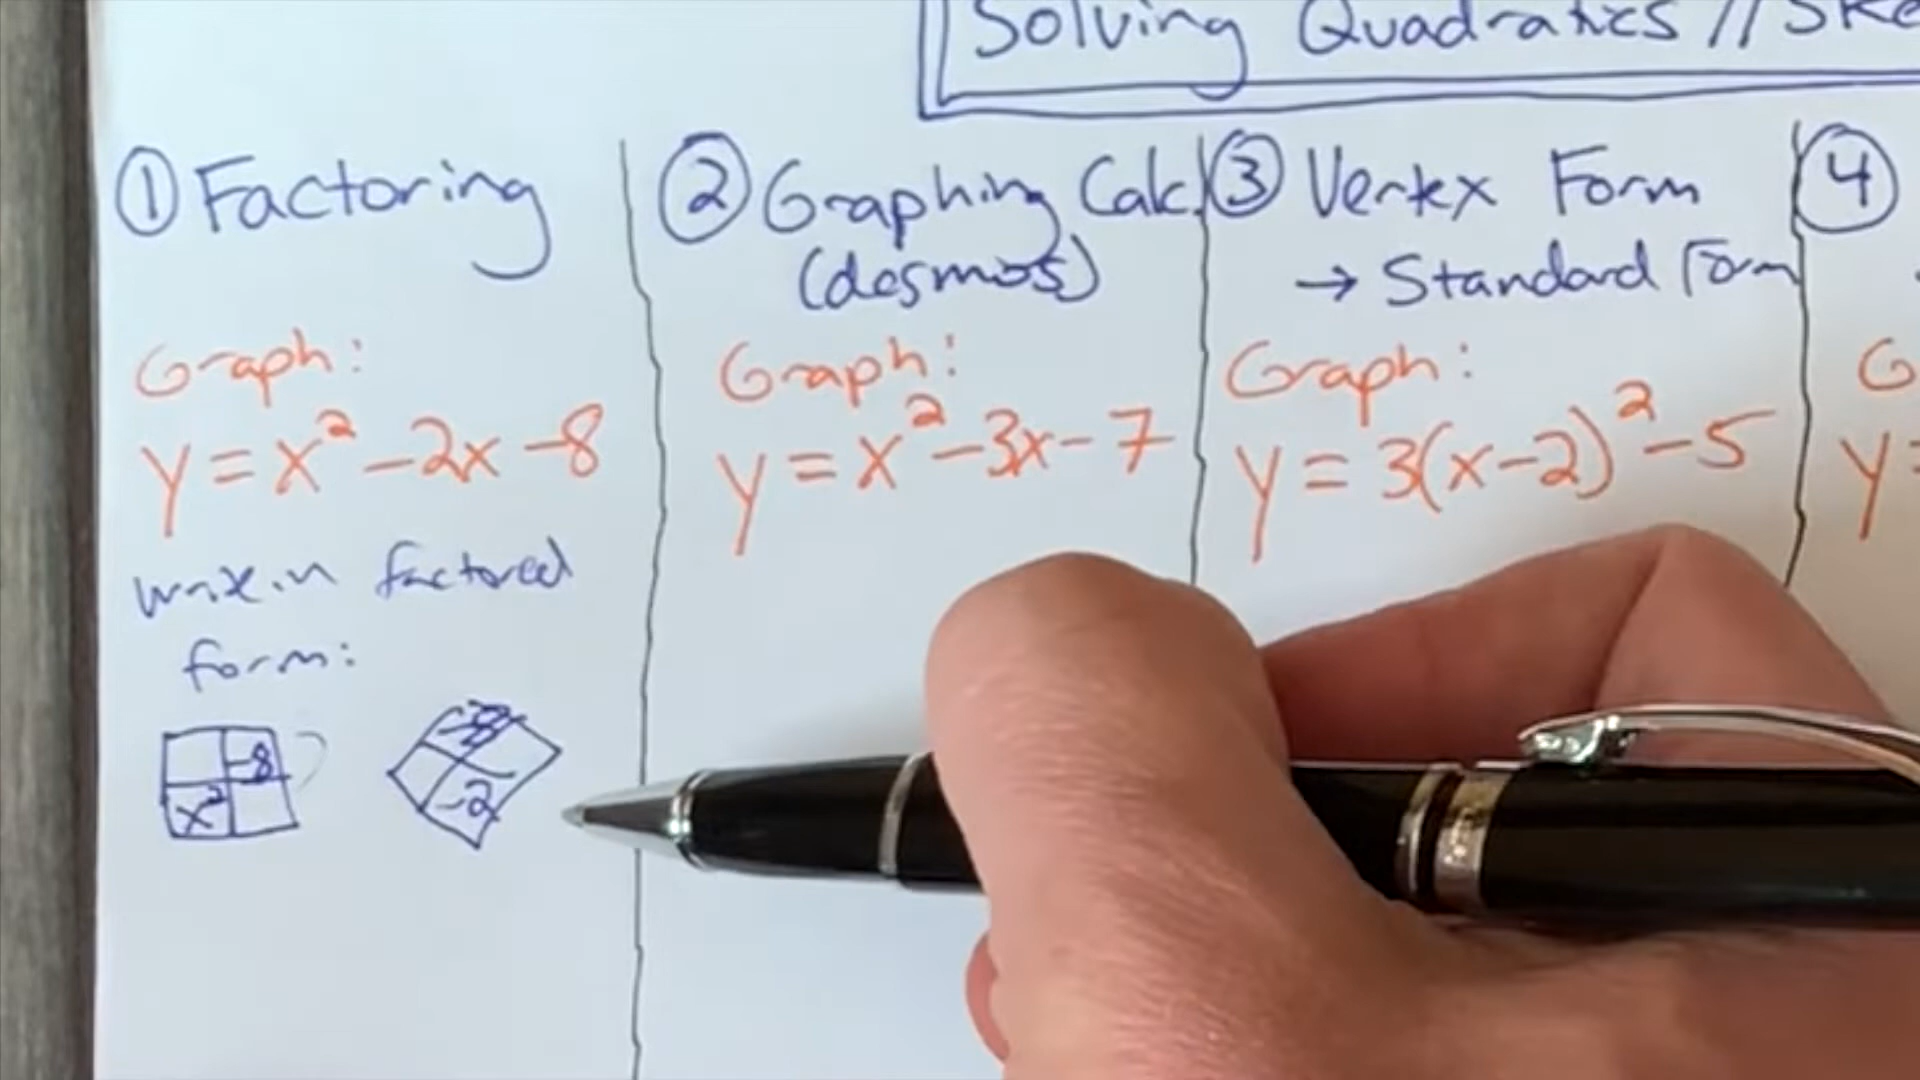 Solving Quadratics // Ske
① Factoring
Graph:
y = x² - 2x - 8
write in factored
form:
-8
x²
-2
② Graphing Calc.
(desmos)
Graph:
y = x² - 3x - 7
③ Vertex Form
→ Standard Form
Graph:
y = 3(x-2)² - 5
④
G
y =